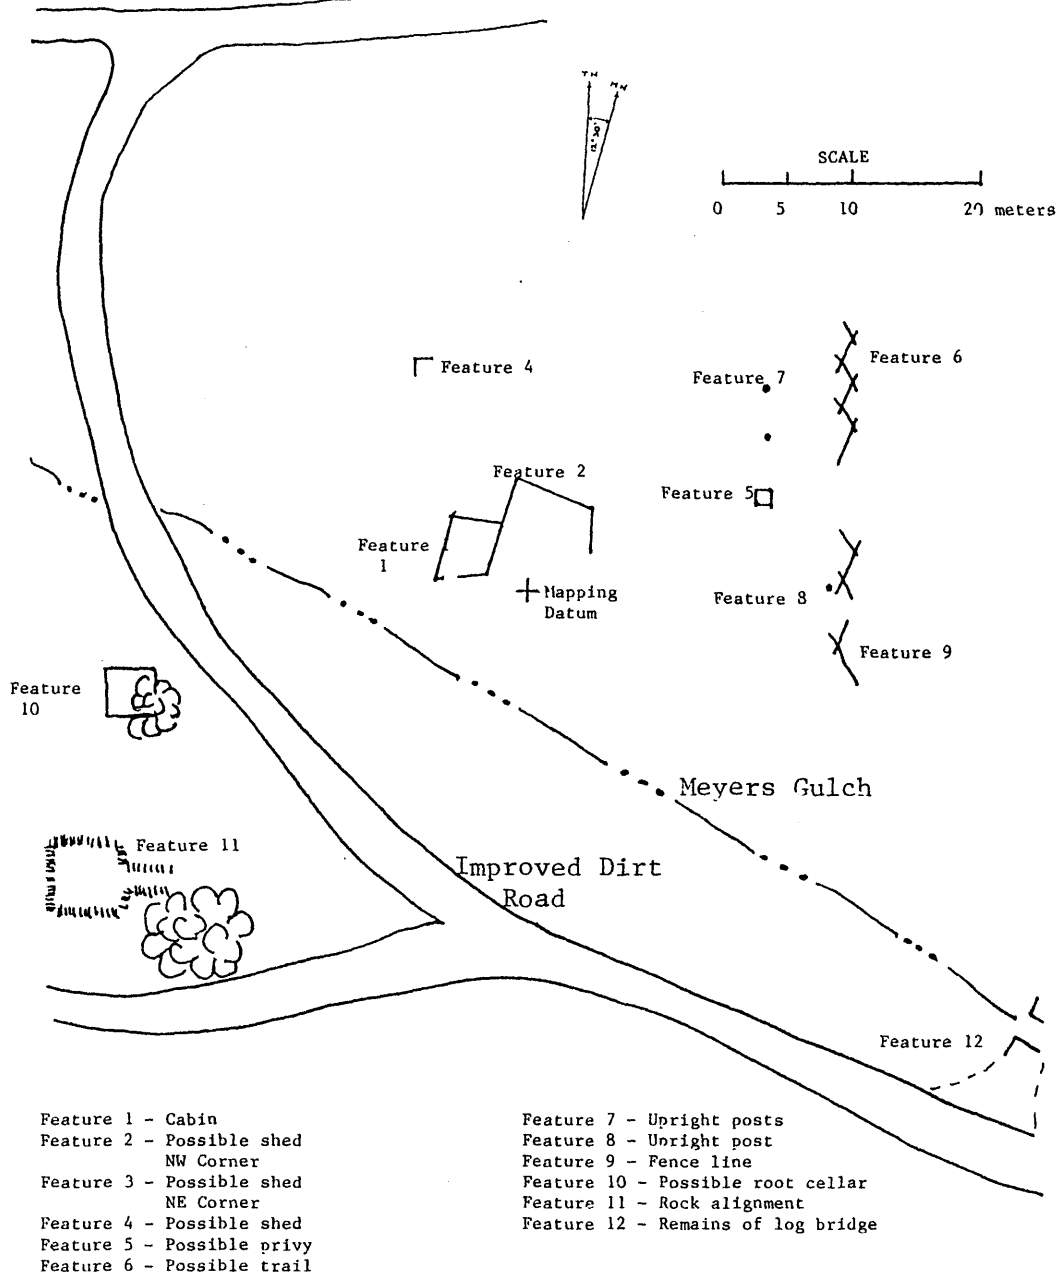 TN MN
12°30'
SCALE
0 5 10 20 meters
Feature 6
Feature 4
Feature 7
Feature 2
Feature 5
Feature
1
Mapping
Datum
Feature 8
Feature 9
Feature
10
Meyers Gulch
Feature 11
Improved Dirt
Road
Feature 12
Feature 1 - Cabin
Feature 2 - Possible shed
NW Corner
Feature 3 - Possible shed
NE Corner
Feature 4 - Possible shed
Feature 5 - Possible privy
Feature 6 - Possible trail
Feature 7 - Upright posts
Feature 8 - Upright post
Feature 9 - Fence line
Feature 10 - Possible root cellar
Feature 11 - Rock alignment
Feature 12 - Remains of log bridge